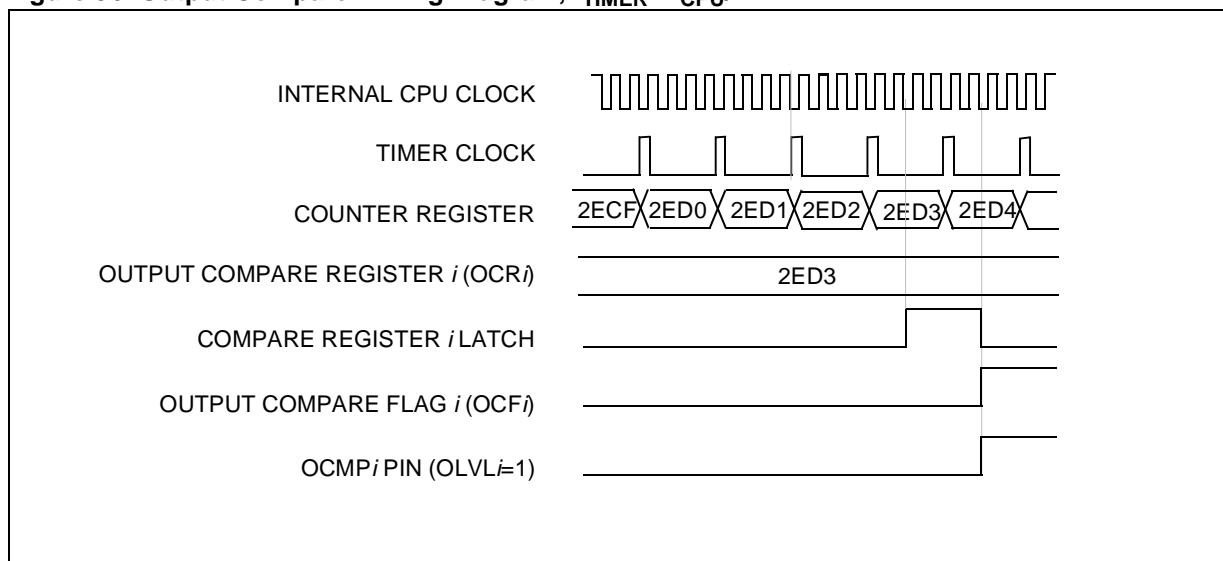 INTERNAL CPU CLOCK
TIMER CLOCK
COUNTER REGISTER
2ECF 2ED0 2ED1 2ED2 2ED3 2ED4
OUTPUT COMPARE REGISTER i (OCRi)
2ED3
COMPARE REGISTER i LATCH
OUTPUT COMPARE FLAG i (OCFi)
OCMPi PIN (OLVLi=1)